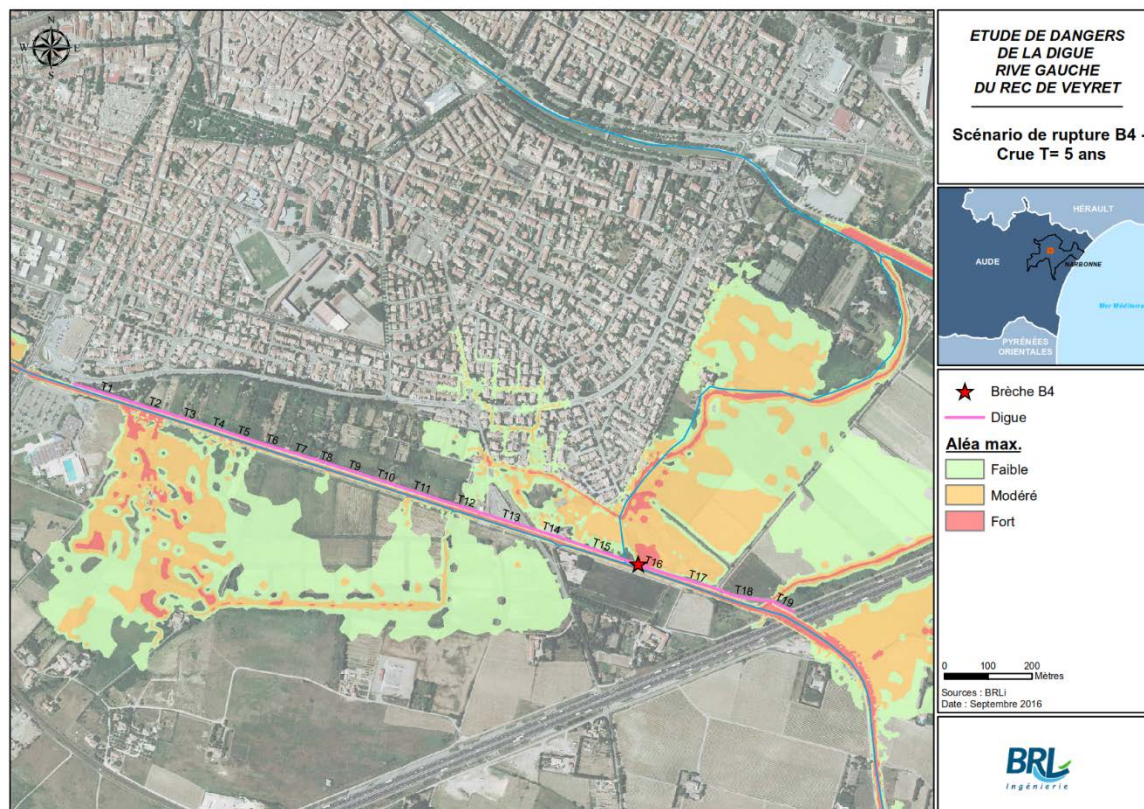 N
W
E
S
T1
T2
T3
T4
T5
T6
T7
T8
T9
T10
T11
T12
T13
T14
T15
T16
T17
T18
T19
ETUDE DE DANGERS
DE LA DIGUE
RIVE GAUCHE
DU REC DE VEYRET
Scénario de rupture B4 -
Crue T= 5 ans
HÉRAULT
AUDE
NARBONNE
Mer Méditerra
PYRÉNÉES
ORIENTALES
Brèche B4
Digue
Aléa max.
Faible
Modéré
Fort
0 100 200
Mètres
Sources : BRLi
Date : Septembre 2016
BRL
Ingénierie